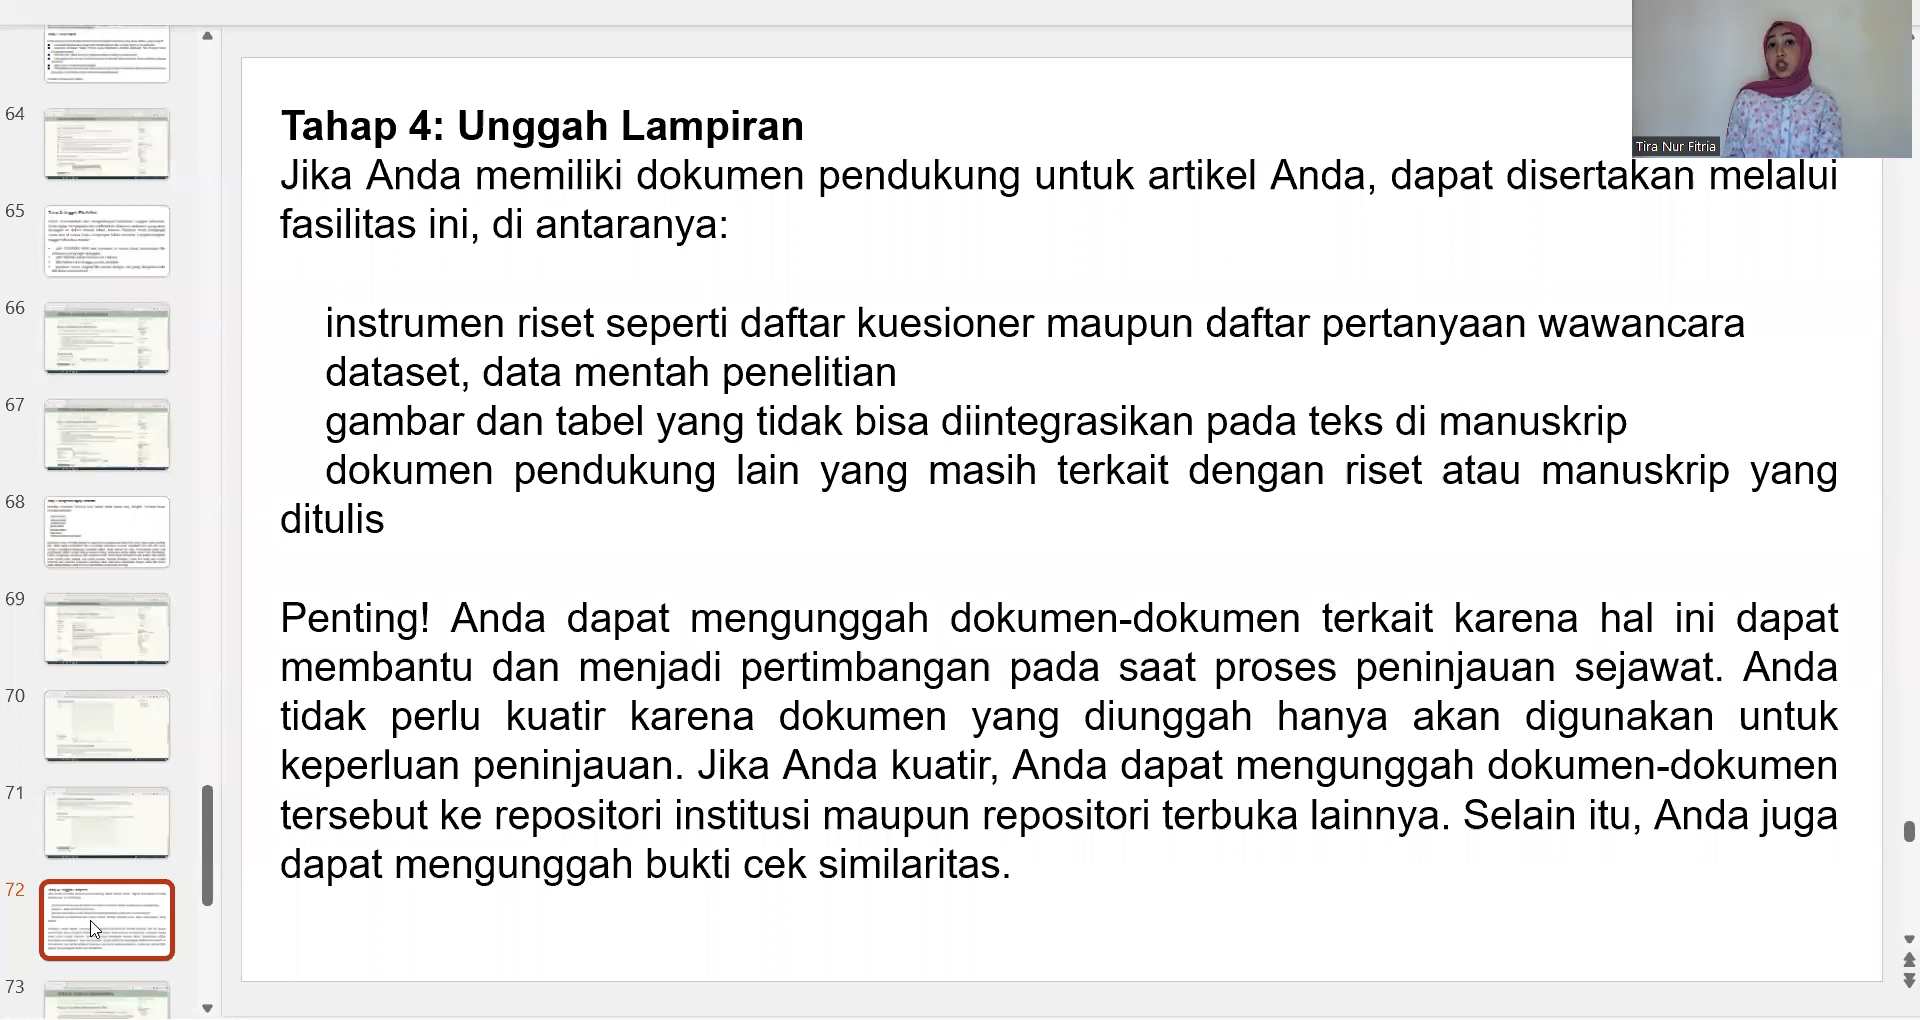 Tahap 4: Unggah Lampiran
Jika Anda memiliki dokumen pendukung untuk artikel Anda, dapat disertakan melalui
fasilitas ini, di antaranya:
instrumen riset seperti daftar kuesioner maupun daftar pertanyaan wawancara
dataset, data mentah penelitian
gambar dan tabel yang tidak bisa diintegrasikan pada teks di manuskrip
dokumen pendukung lain yang masih terkait dengan riset atau manuskrip yang
ditulis
Penting! Anda dapat mengunggah dokumen-dokumen terkait karena hal ini dapat
membantu dan menjadi pertimbangan pada saat proses peninjauan sejawat. Anda
tidak perlu kuatir karena dokumen yang diunggah hanya akan digunakan untuk
keperluan peninjauan. Jika Anda kuatir, Anda dapat mengunggah dokumen-dokumen
tersebut ke repositori institusi maupun repositori terbuka lainnya. Selain itu, Anda juga
dapat mengunggah bukti cek similaritas.
Tira Nur Fitria
64
65
66
67
68
69
70
71
72
73